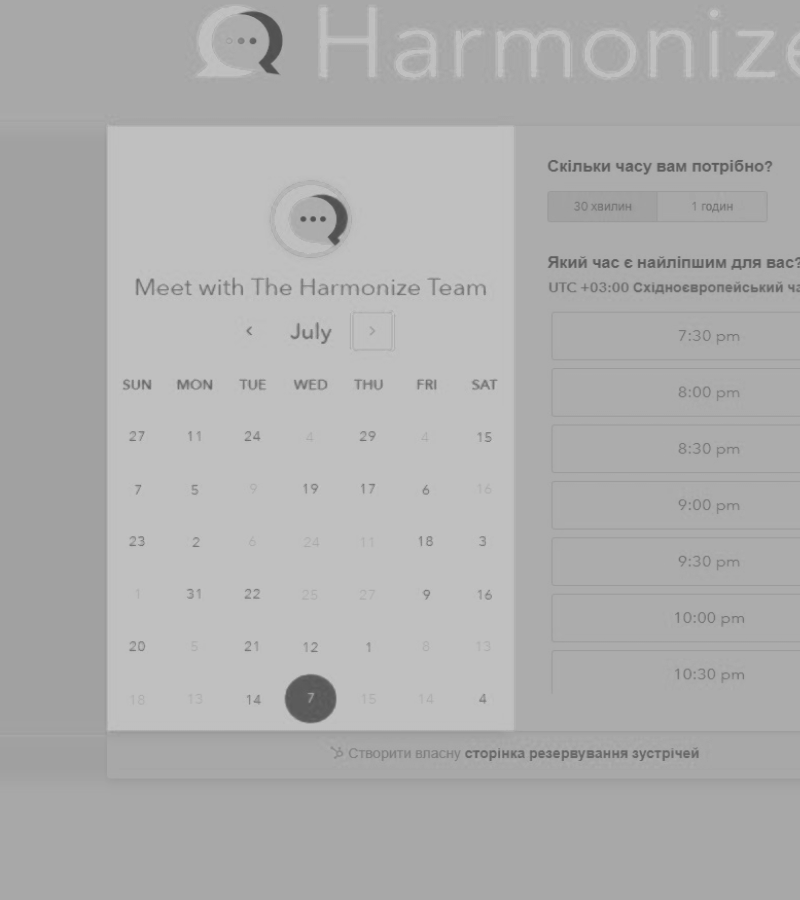 Harmonize
Meet with The Harmonize Team
July
SUN MON TUE WED THU FRI SAT
27 11 24 4 29 4 15
7 5 9 19 17 6 16
23 2 6 24 11 18 3
1 31 22 25 27 9 16
20 5 21 12 1 8 13
18 13 14 7 15 14 4
Скільки часу вам потрібно?
30 хвилин 1 годин
Який час є найліпшим для вас?
UTC +03:00 Східноєвропейський
7:30 pm
8:00 pm
8:30 pm
9:00 pm
9:30 pm
10:00 pm
10:30 pm
Створити власну сторінка резервування зустрічей